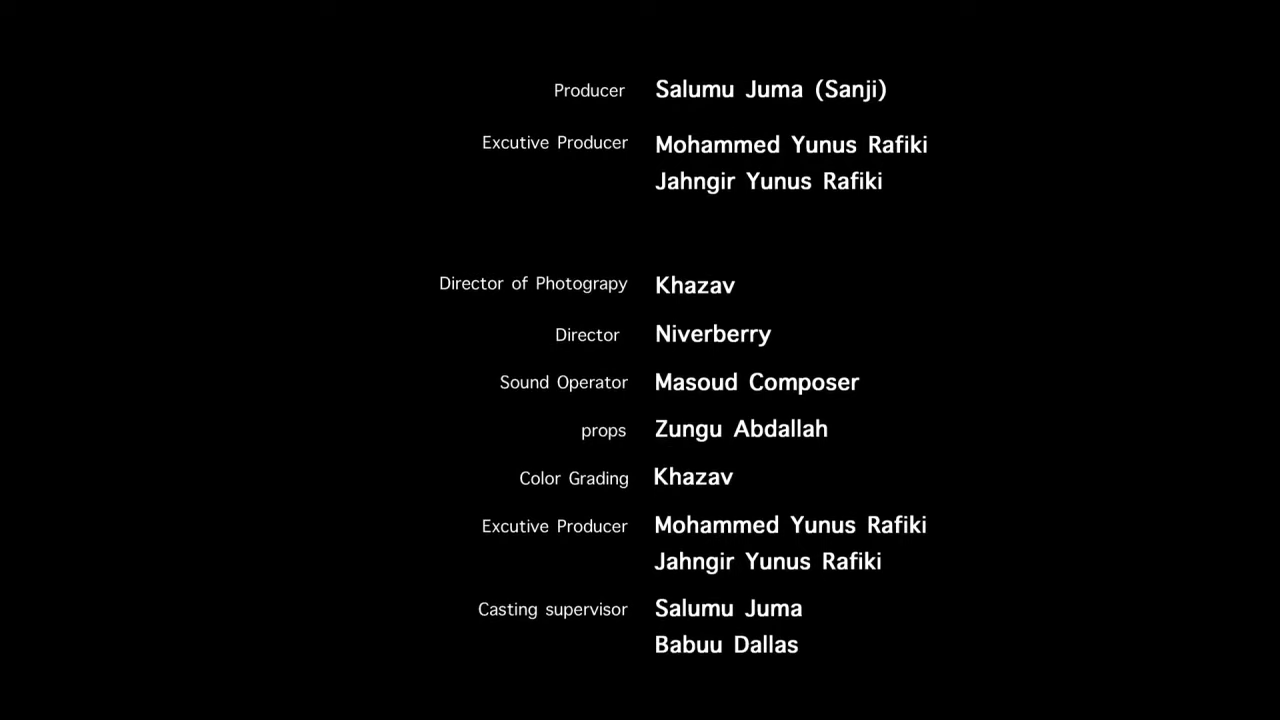 Producer Salumu Juma (Sanji)
Excutive Producer Mohammed Yunus Rafiki
Jahngir Yunus Rafiki
Director of Photograpy Khazav
Director Niverberry
Sound Operator Masoud Composer
props Zungu Abdallah
Color Grading Khazav
Excutive Producer Mohammed Yunus Rafiki
Jahngir Yunus Rafiki
Casting supervisor Salumu Juma
Babuu Dallas